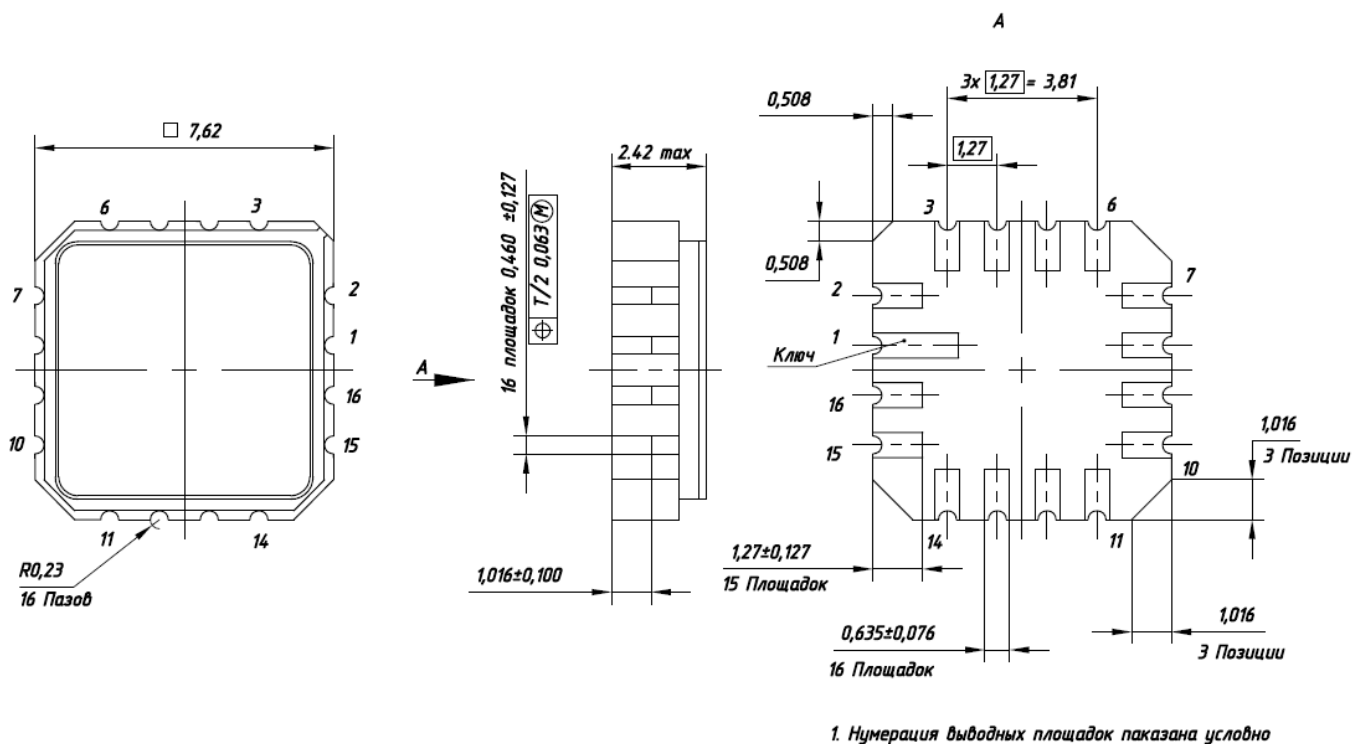 А
3x 1,27 = 3,81
0,508
□ 7,62
2.42 max
1,27
16 площадок 0,460 ±0,127
⌖ T/2 0,063 Ⓜ
6
3
3
6
0,508
7
2
2
7
1
1
Ключ
А
16
16
10
15
15
1,016
3 Позиции
10
11
14
14
11
R0,23
16 Пазов
1,016±0,100
1,27±0,127
15 Площадок
0,635±0,076
16 Площадок
1,016
3 Позиции
1. Нумерация выводных площадок паказана условно